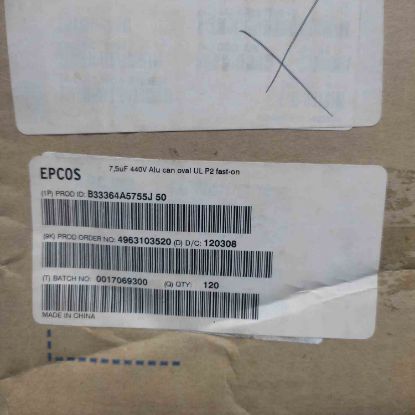 EPCOS 7,5uF 440V Alu can oval UL P2 fast-on
(1P) PROD ID: B33364A5755J 50
(9K) PROD ORDER NO: 4963103520 (D) D/C: 120308
(T) BATCH NO: 0017069300 (Q) QTY: 120
MADE IN CHINA